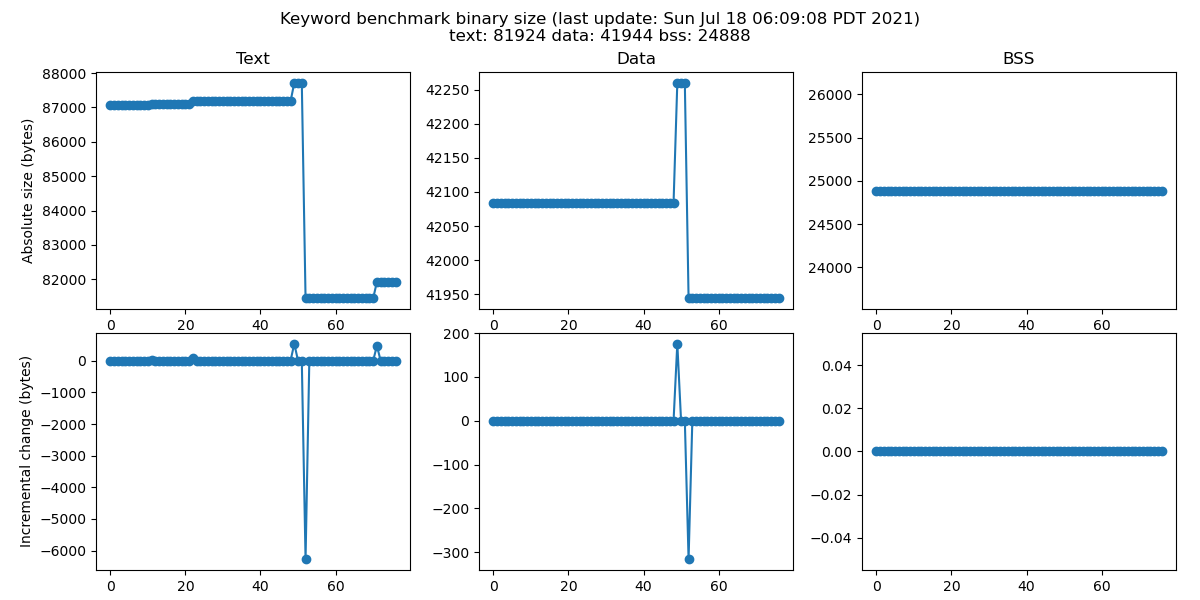 Keyword benchmark binary size (last update: Sun Jul 18 06:09:08 PDT 2021)
text: 81924 data: 41944 bss: 24888
Text
Data
BSS
Absolute size (bytes)
88000
87000
86000
85000
84000
83000
82000
0 20 40 60
42250
42200
42150
42100
42050
42000
41950
0 20 40 60
26000
25500
25000
24500
24000
0 20 40 60
Incremental change (bytes)
0
−1000
−2000
−3000
−4000
−5000
−6000
0 20 40 60
200
100
0
−100
−200
−300
0 20 40 60
0.04
0.02
0.00
−0.02
−0.04
0 20 40 60